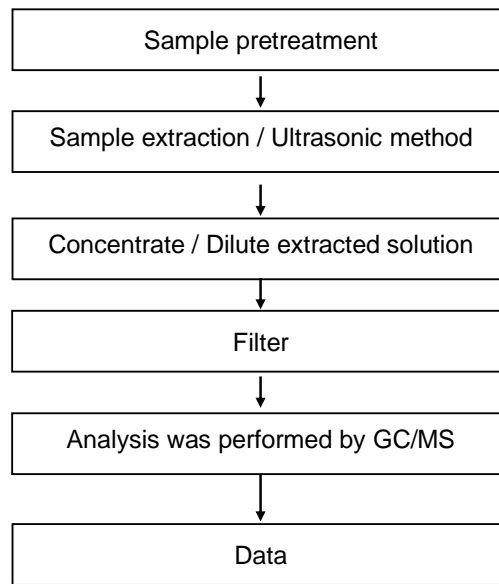 Sample pretreatment
Sample extraction / Ultrasonic method
Concentrate / Dilute extracted solution
Filter
Analysis was performed by GC/MS
Data